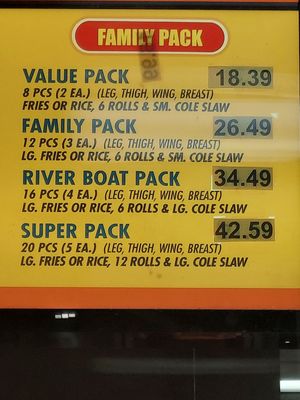 FAMILY PACK
VALUE PACK 18.39
8 PCS (2 EA.) (LEG, THIGH, WING, BREAST)
FRIES OR RICE, 6 ROLLS & SM. COLE SLAW
FAMILY PACK 26.49
12 PCS (3 EA.) (LEG, THIGH, WING, BREAST)
LG. FRIES OR RICE, 6 ROLLS & SM. COLE SLAW
RIVER BOAT PACK 34.49
16 PCS (4 EA.) (LEG, THIGH, WING, BREAST)
LG. FRIES OR RICE, 6 ROLLS & LG. COLE SLAW
SUPER PACK 42.59
20 PCS (5 EA.) (LEG, THIGH, WING, BREAST)
LG. FRIES OR RICE, 12 ROLLS & LG. COLE SLAW